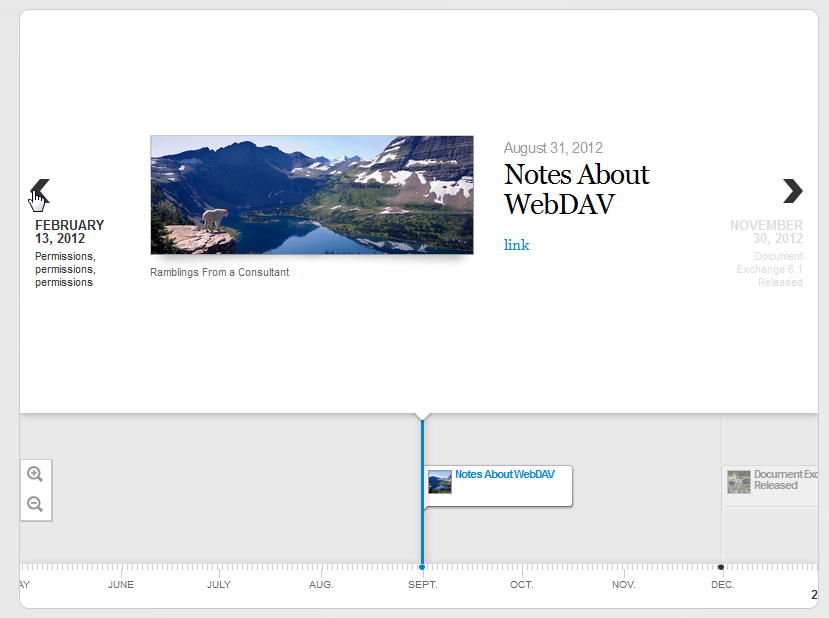 August 31, 2012
Notes About
WebDAV
link
FEBRUARY
13, 2012
Permissions,
permissions,
permissions
Ramblings From a Consultant
NOVEMBER
30, 2012
Document
Exchange 6.1
Released
Notes About WebDAV
Document Exc
Released
AY
JUNE
JULY
AUG.
SEPT.
OCT.
NOV.
DEC.
2